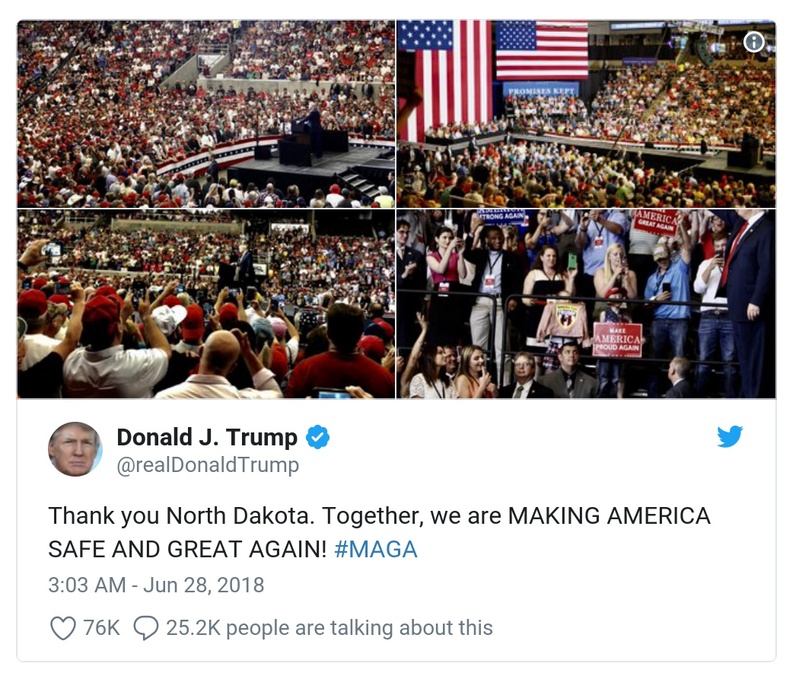 PROMISES KEPT
STRONG AGAIN
AMERICA
GREAT AGAIN
MAKE
AMERICA
PROUD AGAIN
Donald J. Trump
@realDonaldTrump
Thank you North Dakota. Together, we are MAKING AMERICA
SAFE AND GREAT AGAIN! #MAGA
3:03 AM - Jun 28, 2018
76K 25.2K people are talking about this